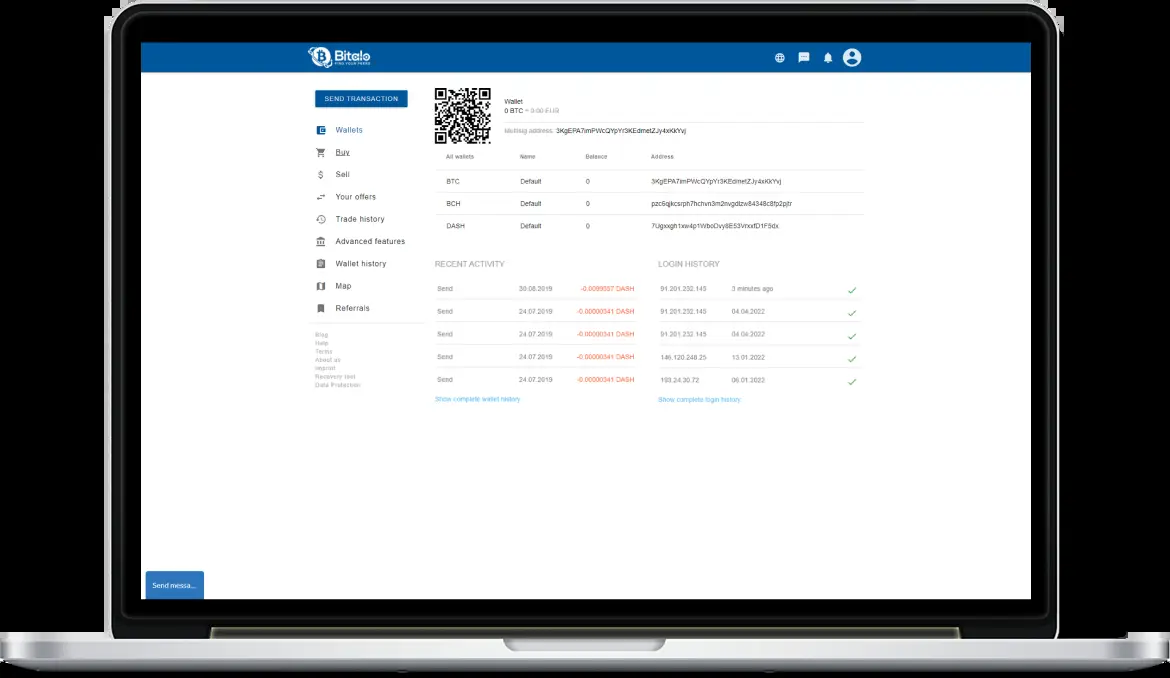 Bitelo
FIND YOUR TRADE
SEND TRANSACTION
Wallets
Buy
Sell
Your offers
Trade history
Advanced features
Wallet history
Map
Referrals
Blog
Help
Terms
About us
Imprint
Recovery tool
Data Protection
Wallet
0 BTC ~ 0.00 EUR
Multisig address: 3KgEPA7imPWcQYpYr3KEdmetZJy4xKkYvj
All wallets Name Balance Address
BTC Default 0 3KgEPA7imPWcQYpYr3KEdmetZJy4xKkYvj
BCH Default 0
DASH Default 0
RECENT ACTIVITY
Send 30.08.2019 DASH
Send 24.07.2019 -0.00000341 DASH
Send 24.07.2019 -0.00000341 DASH
Send 24.07.2019 -0.00000341 DASH
Send 24.07.2019 -0.00000341 DASH
Show complete wallet history
LOGIN HISTORY
91.201.232.145 3 minutes ago
91.201.232.145 04.04.2022
91.201.232.145 04.04.2022
146.120.248.25 13.01.2022
193.24.30.72 06.01.2022
Show complete login history
Send messa...